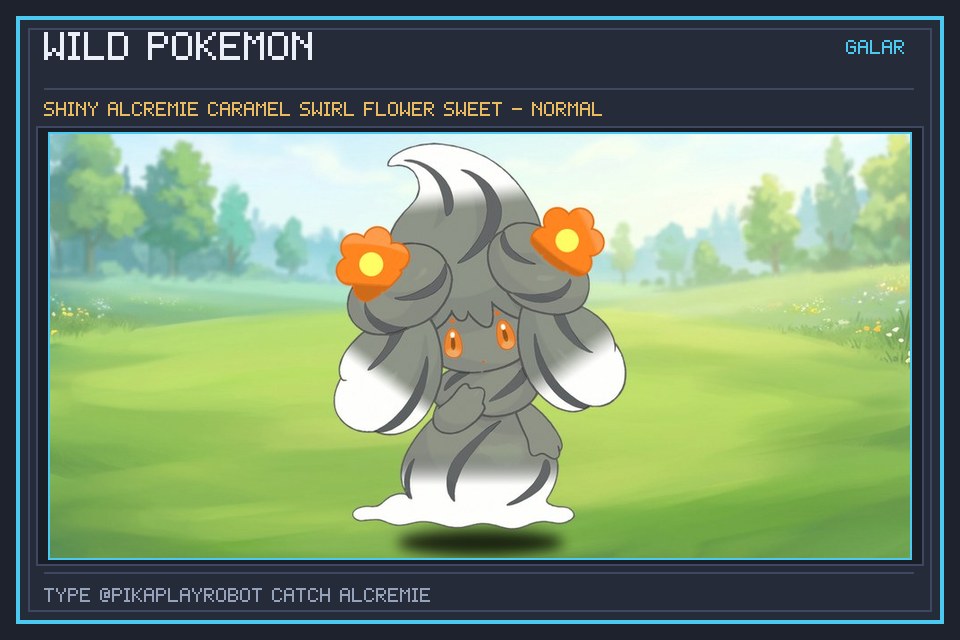 WILD POKEMON
GALAR
SHINY ALCREMIE CARAMEL SWIRL FLOWER SWEET - NORMAL
TYPE @PIKAPLAYROBOT CATCH ALCREMIE